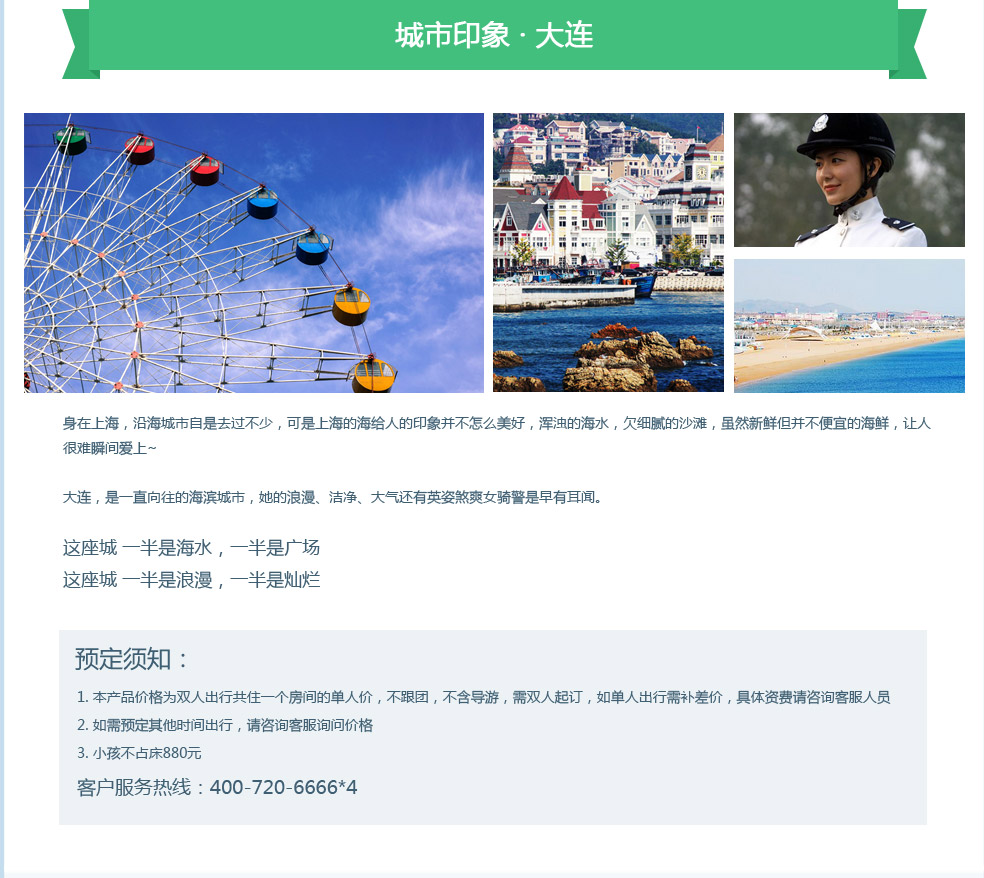 城市印象 · 大连
身在上海，沿海城市自是去过不少，可是上海的海给人的印象并不怎么美好，浑浊的海水，欠细腻的沙滩，虽然新鲜但并不便宜的海鲜，让人
很难瞬间爱上~
大连，是一直向往的海滨城市，她的浪漫、洁净、大气还有英姿煞爽女骑警是早有耳闻。
这座城 一半是海水，一半是广场
这座城 一半是浪漫，一半是灿烂
预定须知：
1. 本产品价格为双人出行共住一个房间的单人价，不跟团，不含导游，需双人起订，如单人出行需补差价，具体资费请咨询客服人员
2. 如需预定其他时间出行，请咨询客服询问价格
3. 小孩不占床880元
客户服务热线：400-720-6666*4